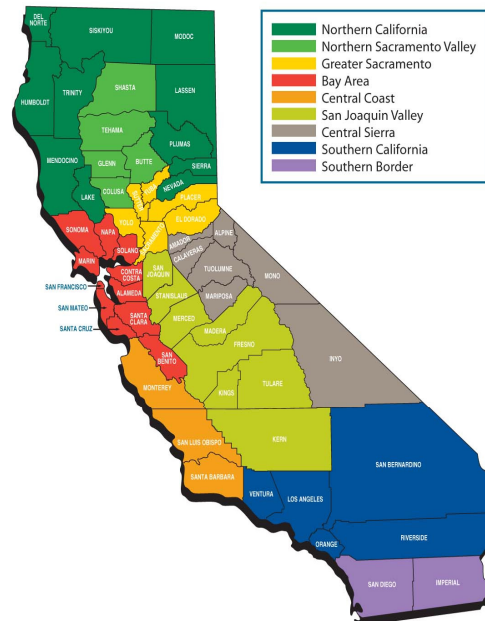 Northern California
Northern Sacramento Valley
Greater Sacramento
Bay Area
Central Coast
San Joaquin Valley
Central Sierra
Southern California
Southern Border
DEL
NORTE
SISKIYOU
MODOC
HUMBOLDT
TRINITY
SHASTA
LASSEN
TEHAMA
PLUMAS
MENDOCINO
GLENN
BUTTE
SIERRA
LAKE
COLUSA
YUBA
NEVADA
PLACER
SONOMA
NAPA
YOLO
EL DORADO
SACRAMENTO
SOLANO
AMADOR
ALPINE
MARIN
CALAVERAS
SAN FRANCISCO
CONTRA
COSTA
SAN
JOAQUIN
TUOLUMNE
MONO
ALAMEDA
STANISLAUS
MARIPOSA
SAN MATEO
SANTA
CLARA
MERCED
SANTA CRUZ
MADERA
FRESNO
SAN
BENITO
INYO
MONTEREY
KINGS
TULARE
SAN LUIS OBISPO
KERN
SANTA BARBARA
SAN BERNARDINO
VENTURA
LOS ANGELES
ORANGE
RIVERSIDE
SAN DIEGO
IMPERIAL